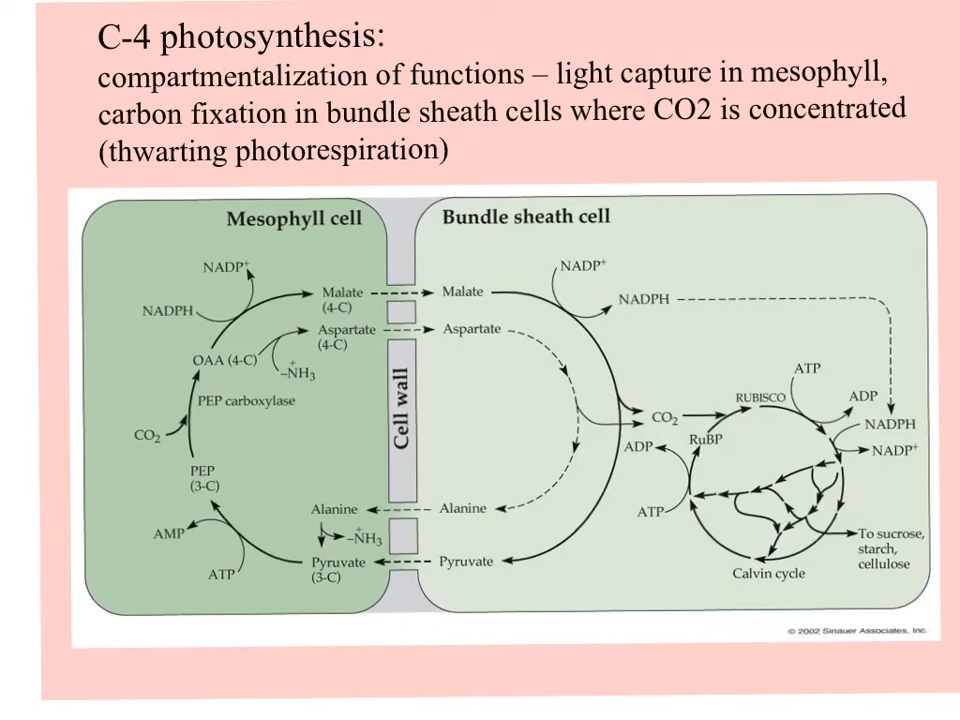 C-4 photosynthesis:
compartmentalization of functions – light capture in mesophyll,
carbon fixation in bundle sheath cells where CO2 is concentrated
(thwarting photorespiration)
Mesophyll cell
Bundle sheath cell
NADP+
NADPH
Malate
(4-C)
Aspartate
(4-C)
OAA (4-C)
–N+H3
PEP carboxylase
CO2
PEP
(3-C)
AMP
ATP
Alanine
–N+H3
Pyruvate
(3-C)
Cell wall
NADP+
Malate
NADPH
Aspartate
ATP
RUBISCO
ADP
CO2
NADPH
ADP
RuBP
NADP+
Alanine
ATP
To sucrose,
starch,
cellulose
Pyruvate
Calvin cycle
© 2002 Sinauer Associates, Inc.